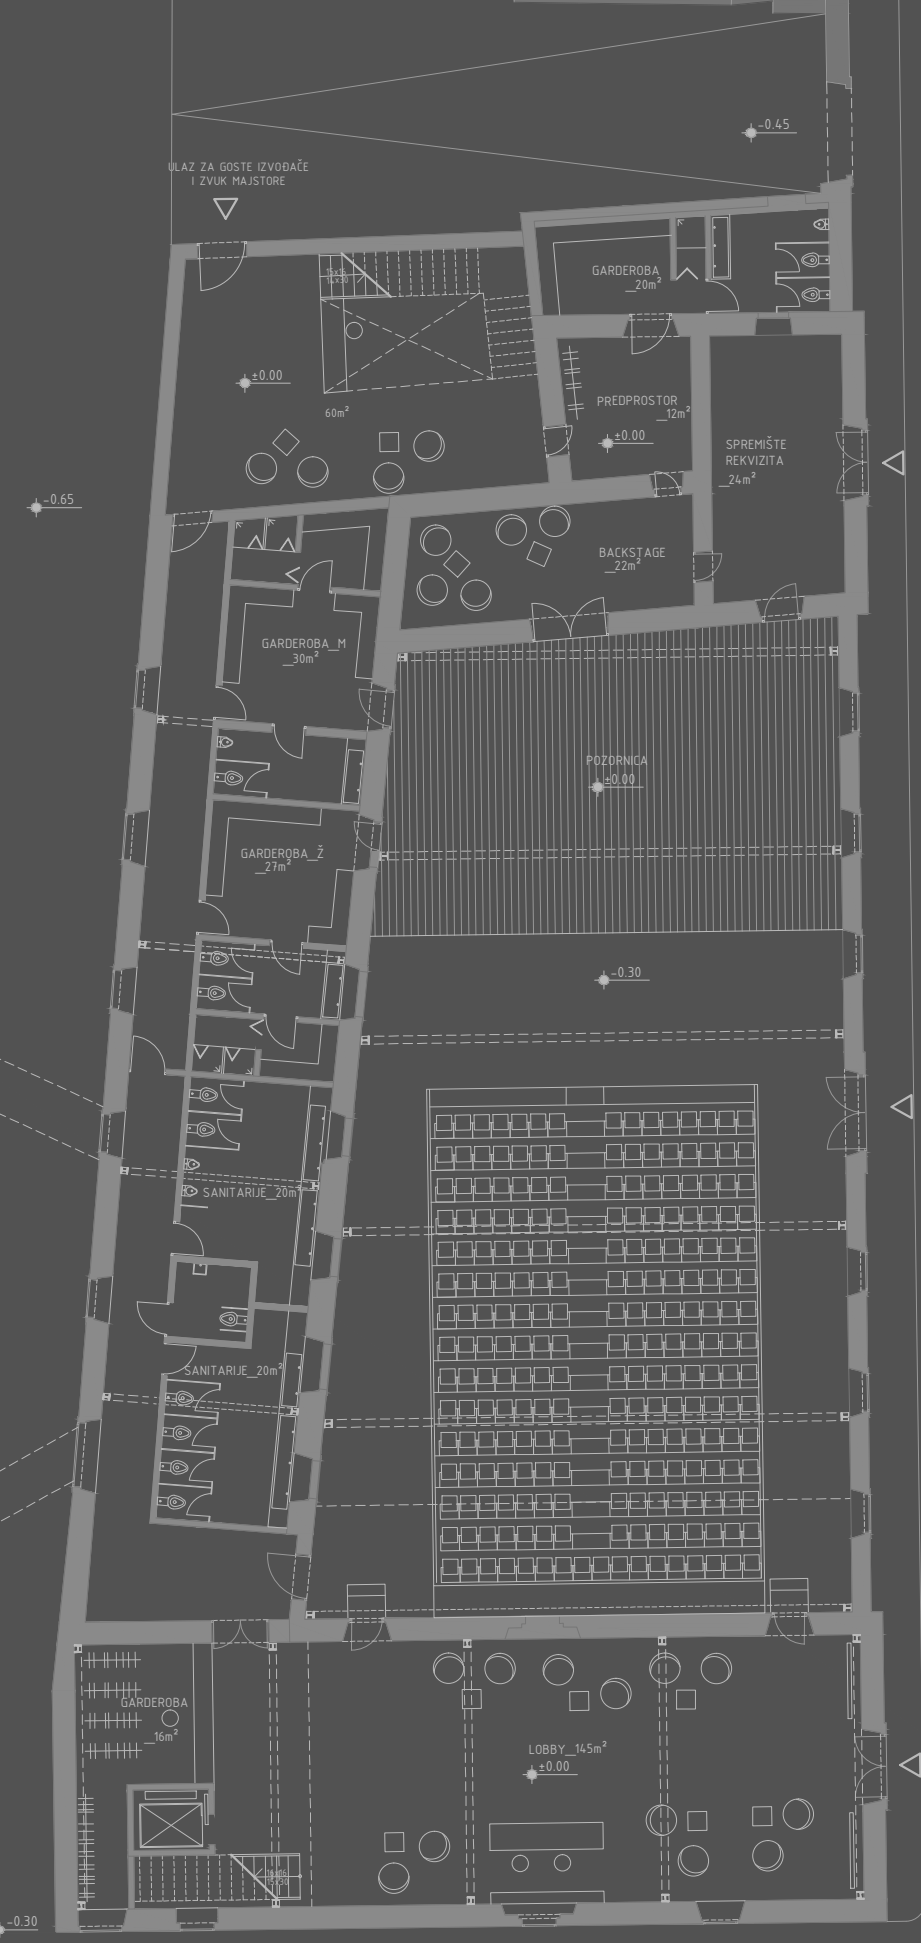 -0.45
ULAZ ZA GOSTE IZVOĐAČE
I ZVUK MAJSTORE
GARDEROBA
_20m²
±0.00
60m²
PREDPROSTOR
_12m²
±0.00
SPREMIŠTE
REKVIZITA
_24m²
-0.65
BACKSTAGE
_22m²
GARDEROBA_M
_30m²
POZORNICA
±0.00
GARDEROBA_Ž
_27m²
-0.30
SANITARIJE_20m²
SANITARIJE_20m²
GARDEROBA
_16m²
LOBBY_145m²
±0.00
-0.30